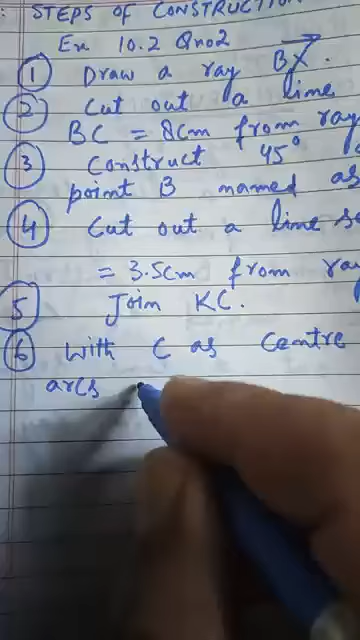 STEPS OF CONSTRUCTION
Ex 10.2 Qno2
① Draw a ray BX.
② Cut out a line
BC = 8cm from ray
③ Construct 45°
point B named as
④ Cut out a line
= 3.5cm from ray
⑤ Join KC.
⑥ With C as Centre
arcs